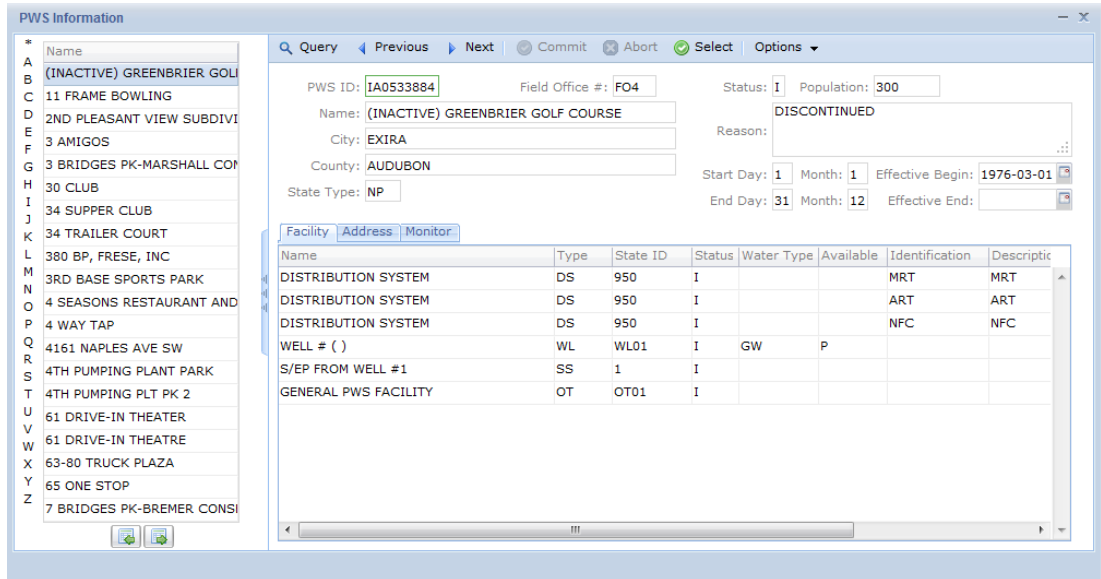 PWS Information
*
A
B
C
D
E
F
G
H
I
J
K
L
M
N
O
P
Q
R
S
T
U
V
W
X
Y
Z
Name
(INACTIVE) GREENBRIER GOL
11 FRAME BOWLING
2ND PLEASANT VIEW SUBDIVI
3 AMIGOS
3 BRIDGES PK-MARSHALL CON
30 CLUB
34 SUPPER CLUB
34 TRAILER COURT
380 BP, FRESE, INC
3RD BASE SPORTS PARK
4 SEASONS RESTAURANT AND
4 WAY TAP
4161 NAPLES AVE SW
4TH PUMPING PLANT PARK
4TH PUMPING PLT PK 2
61 DRIVE-IN THEATER
61 DRIVE-IN THEATRE
63-80 TRUCK PLAZA
65 ONE STOP
7 BRIDGES PK-BREMER CONS
Query Previous Next Commit Abort Select Options
PWS ID: IA0533884 Field Office #: FO4 Status: I Population: 300
Name: (INACTIVE) GREENBRIER GOLF COURSE
Reason: DISCONTINUED
City: EXIRA
County: AUDUBON
Start Day: 1 Month: 1 Effective Begin: 1976-03-01
State Type: NP
End Day: 31 Month: 12 Effective End:
Facility Address Monitor
Name Type State ID Status Water Type Available Identification Descriptic
DISTRIBUTION SYSTEM DS 950 I MRT MRT
DISTRIBUTION SYSTEM DS 950 I ART ART
DISTRIBUTION SYSTEM DS 950 I NFC NFC
WELL # ( ) WL WL01 I GW P
S/EP FROM WELL #1 SS 1 I
GENERAL PWS FACILITY OT OT01 I